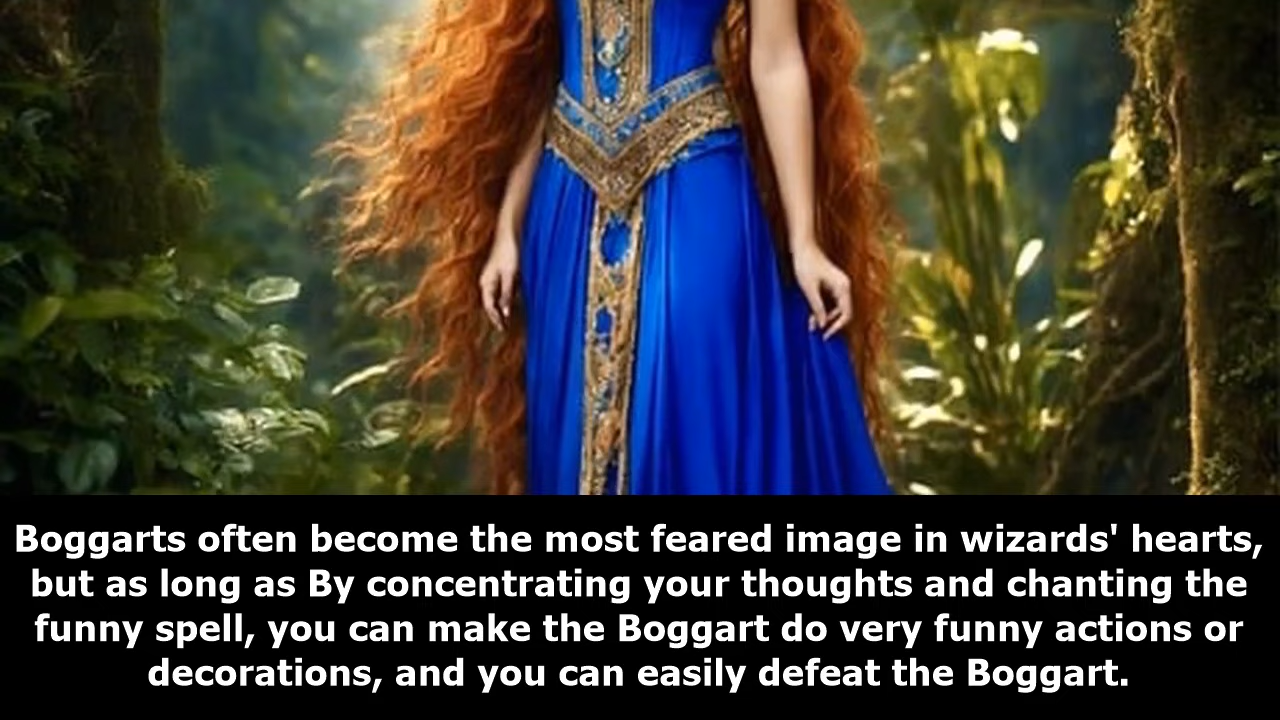 Boggarts often become the most feared image in wizards' hearts,
but as long as By concentrating your thoughts and chanting the
funny spell, you can make the Boggart do very funny actions or
decorations, and you can easily defeat the Boggart.